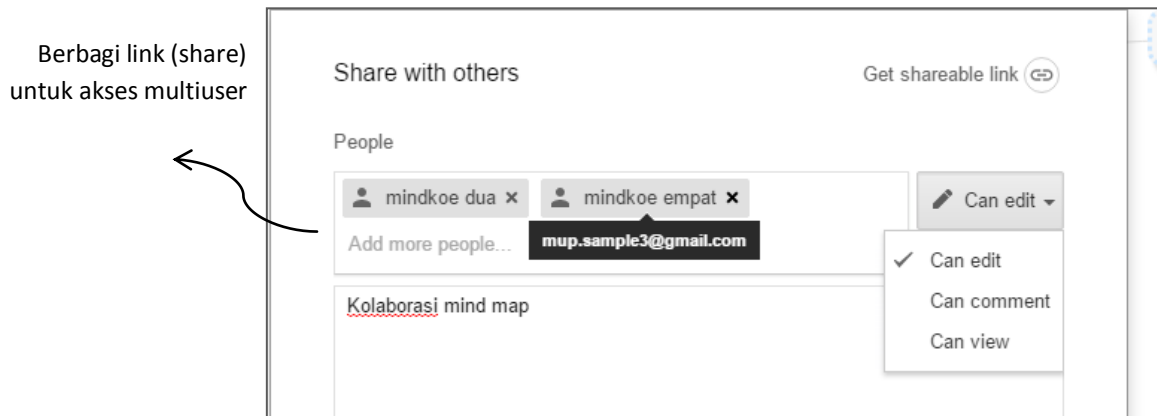 Berbagi link (share)
untuk akses multiuser
Share with others
Get shareable link
People
mindkoe dua ×
mindkoe empat ×
Can edit
Add more people...
mup.sample3@gmail.com
Can edit
Can comment
Can view
Kolaborasi mind map